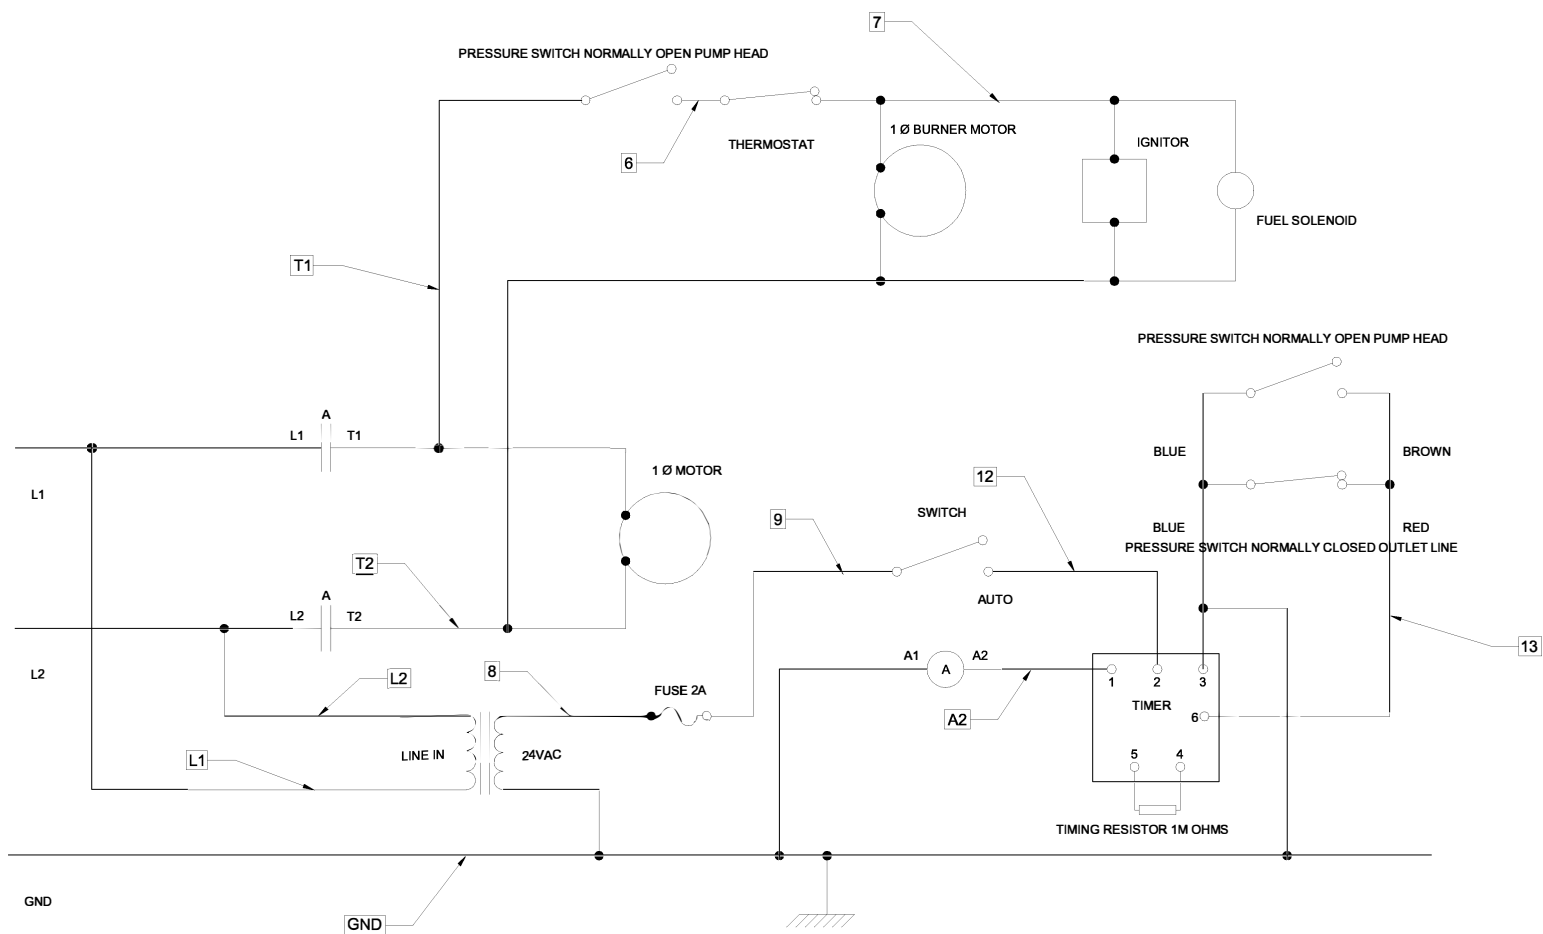 7
PRESSURE SWITCH NORMALLY OPEN PUMP HEAD
1 Ø BURNER MOTOR
IGNITOR
THERMOSTAT
6
FUEL SOLENOID
T1
PRESSURE SWITCH NORMALLY OPEN PUMP HEAD
A
L1 T1
BLUE BROWN
1 Ø MOTOR
12
L1
SWITCH
9
BLUE RED
PRESSURE SWITCH NORMALLY CLOSED OUTLET LINE
T2
A
AUTO
L2 T2
13
A1 A A2
L2
8
L2
1 2 3
FUSE 2A
TIMER
6
A2
LINE IN
24VAC
5 4
L1
TIMING RESISTOR 1M OHMS
GND
GND